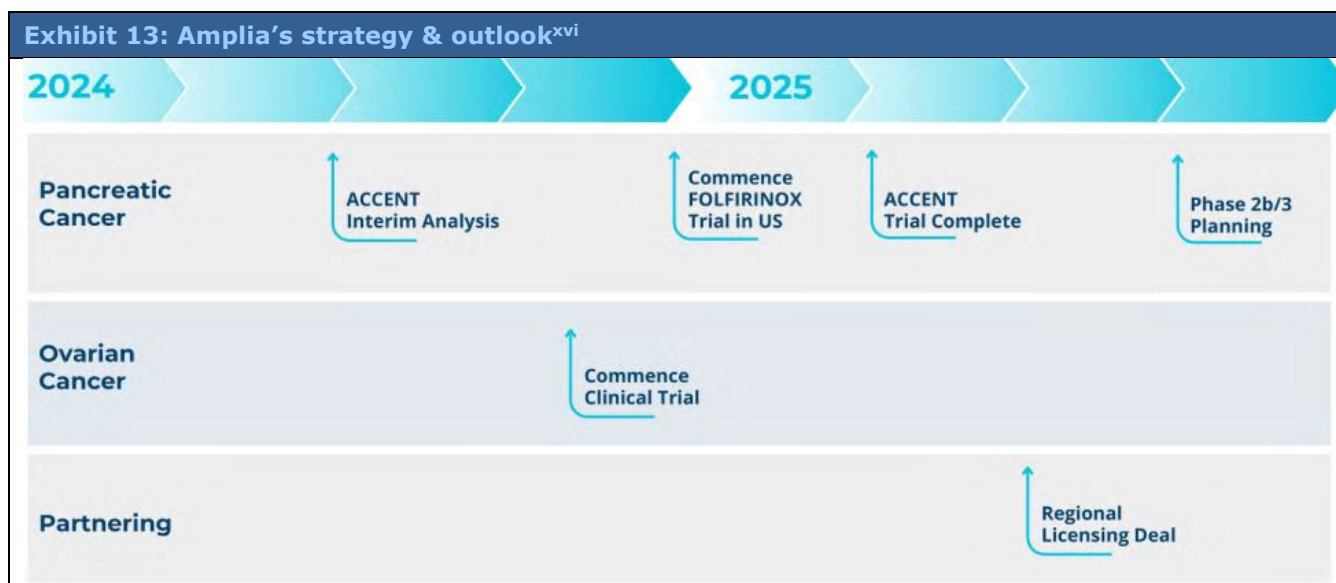 Exhibit 13: Amplia’s strategy & outlookxvi
2024
2025
Pancreatic
Cancer
ACCENT
Interim Analysis
Commence
FOLFIRINOX
Trial in US
ACCENT
Trial Complete
Phase 2b/3
Planning
Ovarian
Cancer
Commence
Clinical Trial
Partnering
Regional
Licensing Deal